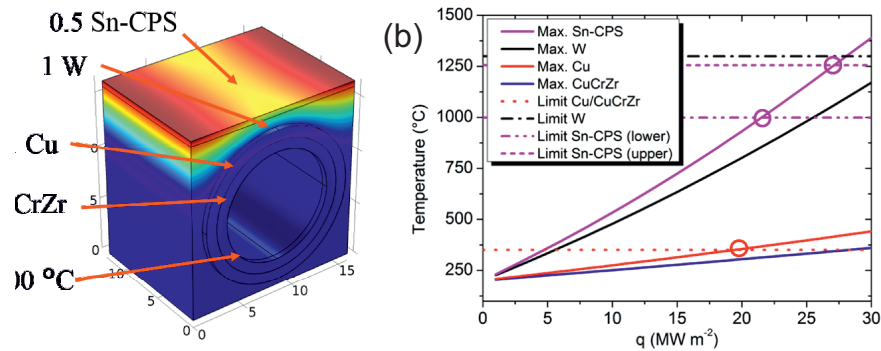 0.5 Sn-CPS
1 W
Cu
CrZr
00 °C
0
5
0
5
10
0
5
10
15
(b)
Temperature (°C)
1500
1250
1000
750
500
250
Max. Sn-CPS
Max. W
Max. Cu
Max. CuCrZr
Limit Cu/CuCrZr
Limit W
Limit Sn-CPS (lower)
Limit Sn-CPS (upper)
0 5 10 15 20 25 30
q (MW m⁻²)